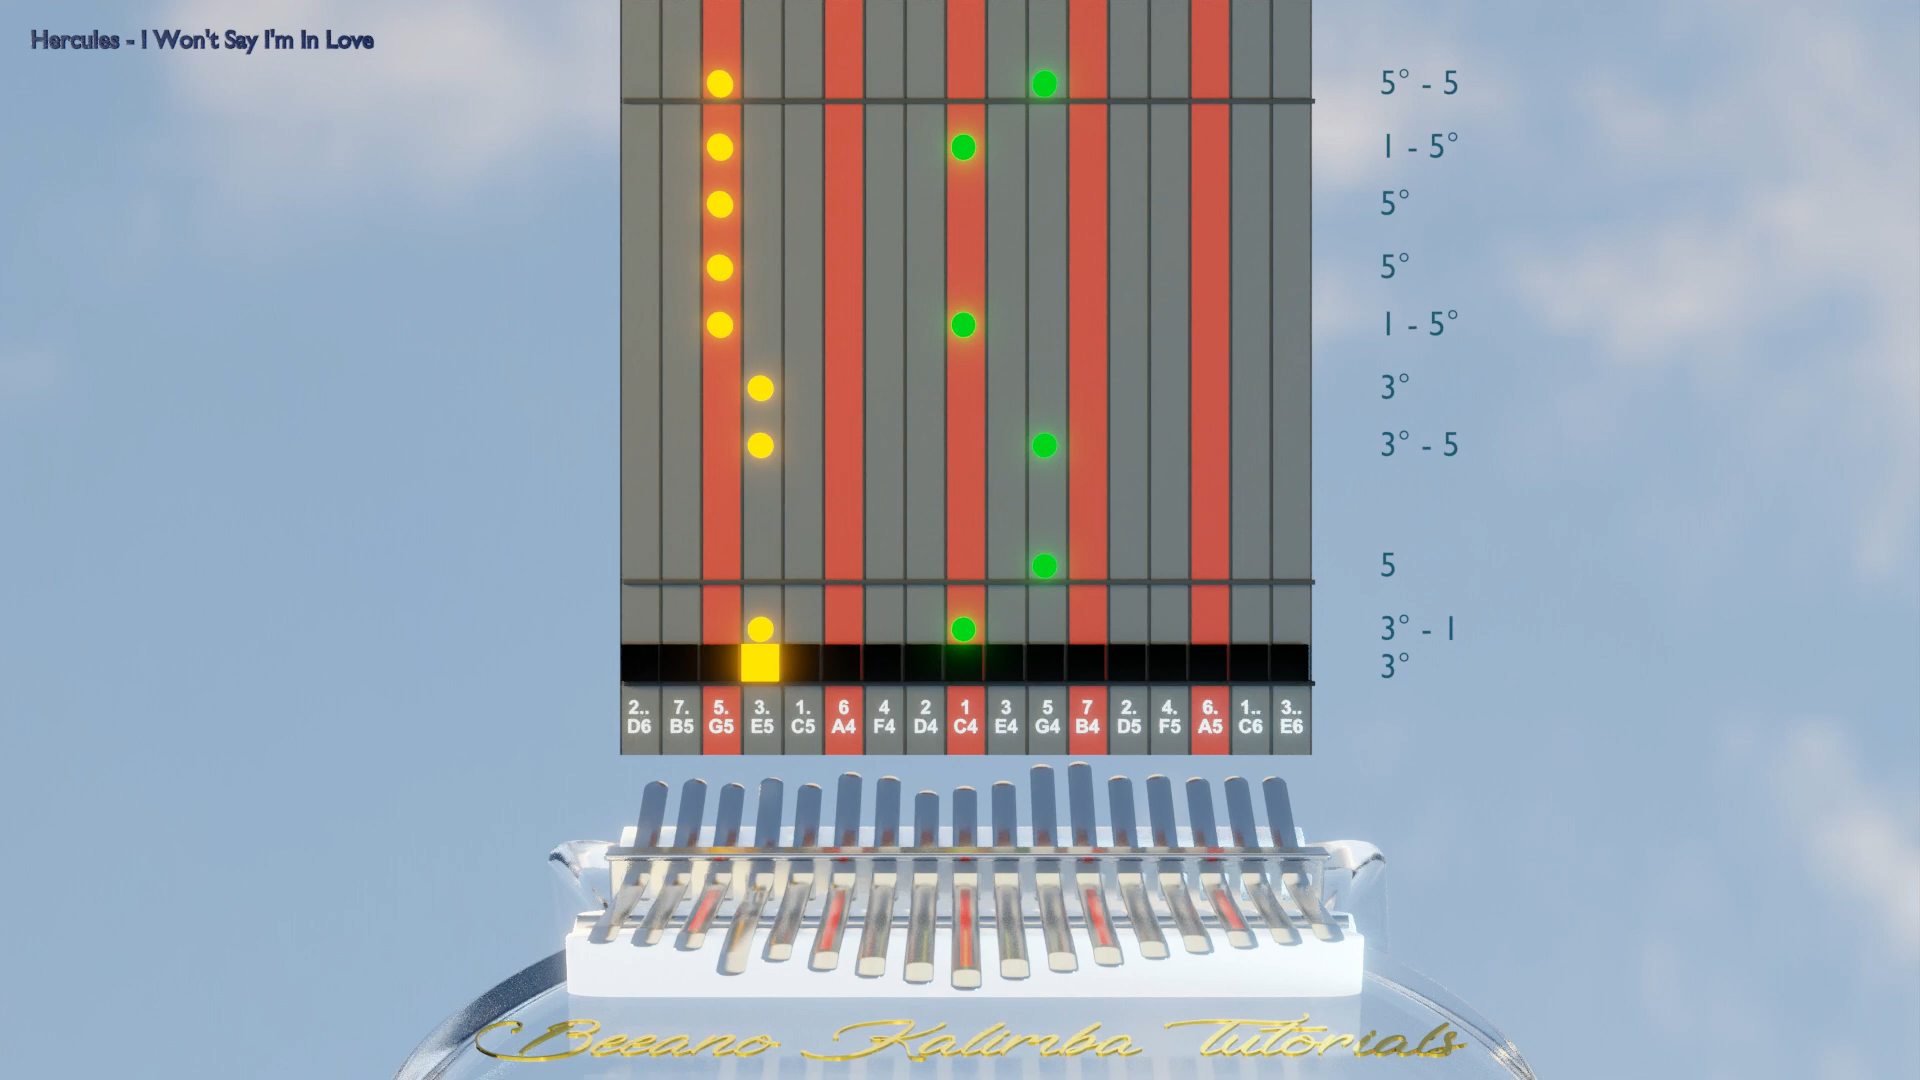 Hercules - I Won't Say I'm In Love
5° - 5
1 - 5°
5°
5°
1 - 5°
3°
3° - 5
5
3° - 1
3°
2.. 7. 5. 3. 1. 6 4 2 1 3 5 7 2. 4. 6. 1.. 3..
D6 B5 G5 E5 C5 A4 F4 D4 C4 E4 G4 B4 D5 F5 A5 C6 E6
Beeano Kalimba Tutorials